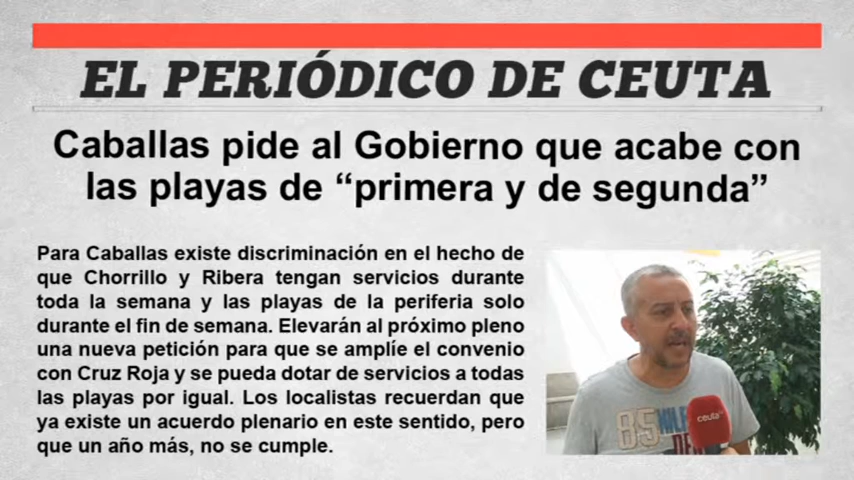 EL PERIÓDICO DE CEUTA
Caballas pide al Gobierno que acabe con
las playas de “primera y de segunda”
Para Caballas existe discriminación en el hecho de
que Chorrillo y Ribera tengan servicios durante
toda la semana y las playas de la periferia solo
durante el fin de semana. Elevarán al próximo pleno
una nueva petición para que se amplíe el convenio
con Cruz Roja y se pueda dotar de servicios a todas
las playas por igual. Los localistas recuerdan que
ya existe un acuerdo plenario en este sentido, pero
que un año más, no se cumple.
85
ceuta